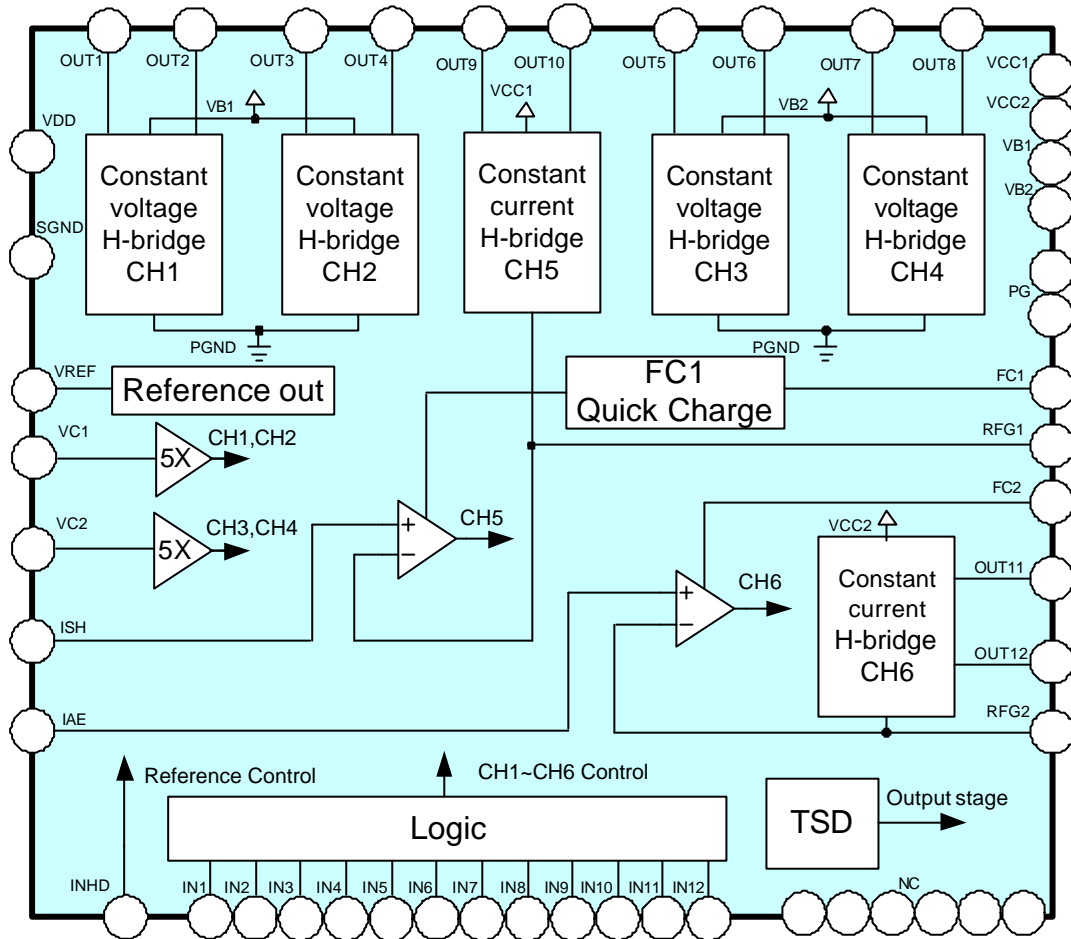 OUT1
OUT2
OUT3
OUT4
OUT9
OUT10
OUT5
OUT6
OUT7
OUT8
VCC1
VCC2
VB1
VB2
PG
VDD
SGND
VB1
VCC1
VB2
Constant
voltage
H-bridge
CH1
Constant
voltage
H-bridge
CH2
Constant
current
H-bridge
CH5
Constant
voltage
H-bridge
CH3
Constant
voltage
H-bridge
CH4
PGND
PGND
VREF
Reference out
FC1
Quick Charge
FC1
VC1
5X
CH1,CH2
RFG1
VC2
5X
CH3,CH4
+
−
CH5
FC2
VCC2
ISH
+
−
CH6
Constant
current
H-bridge
CH6
OUT11
OUT12
IAE
RFG2
Reference Control
CH1~CH6 Control
Logic
TSD
Output stage
INHD
IN1
IN2
IN3
IN4
IN5
IN6
IN7
IN8
IN9
IN10
IN11
IN12
NC